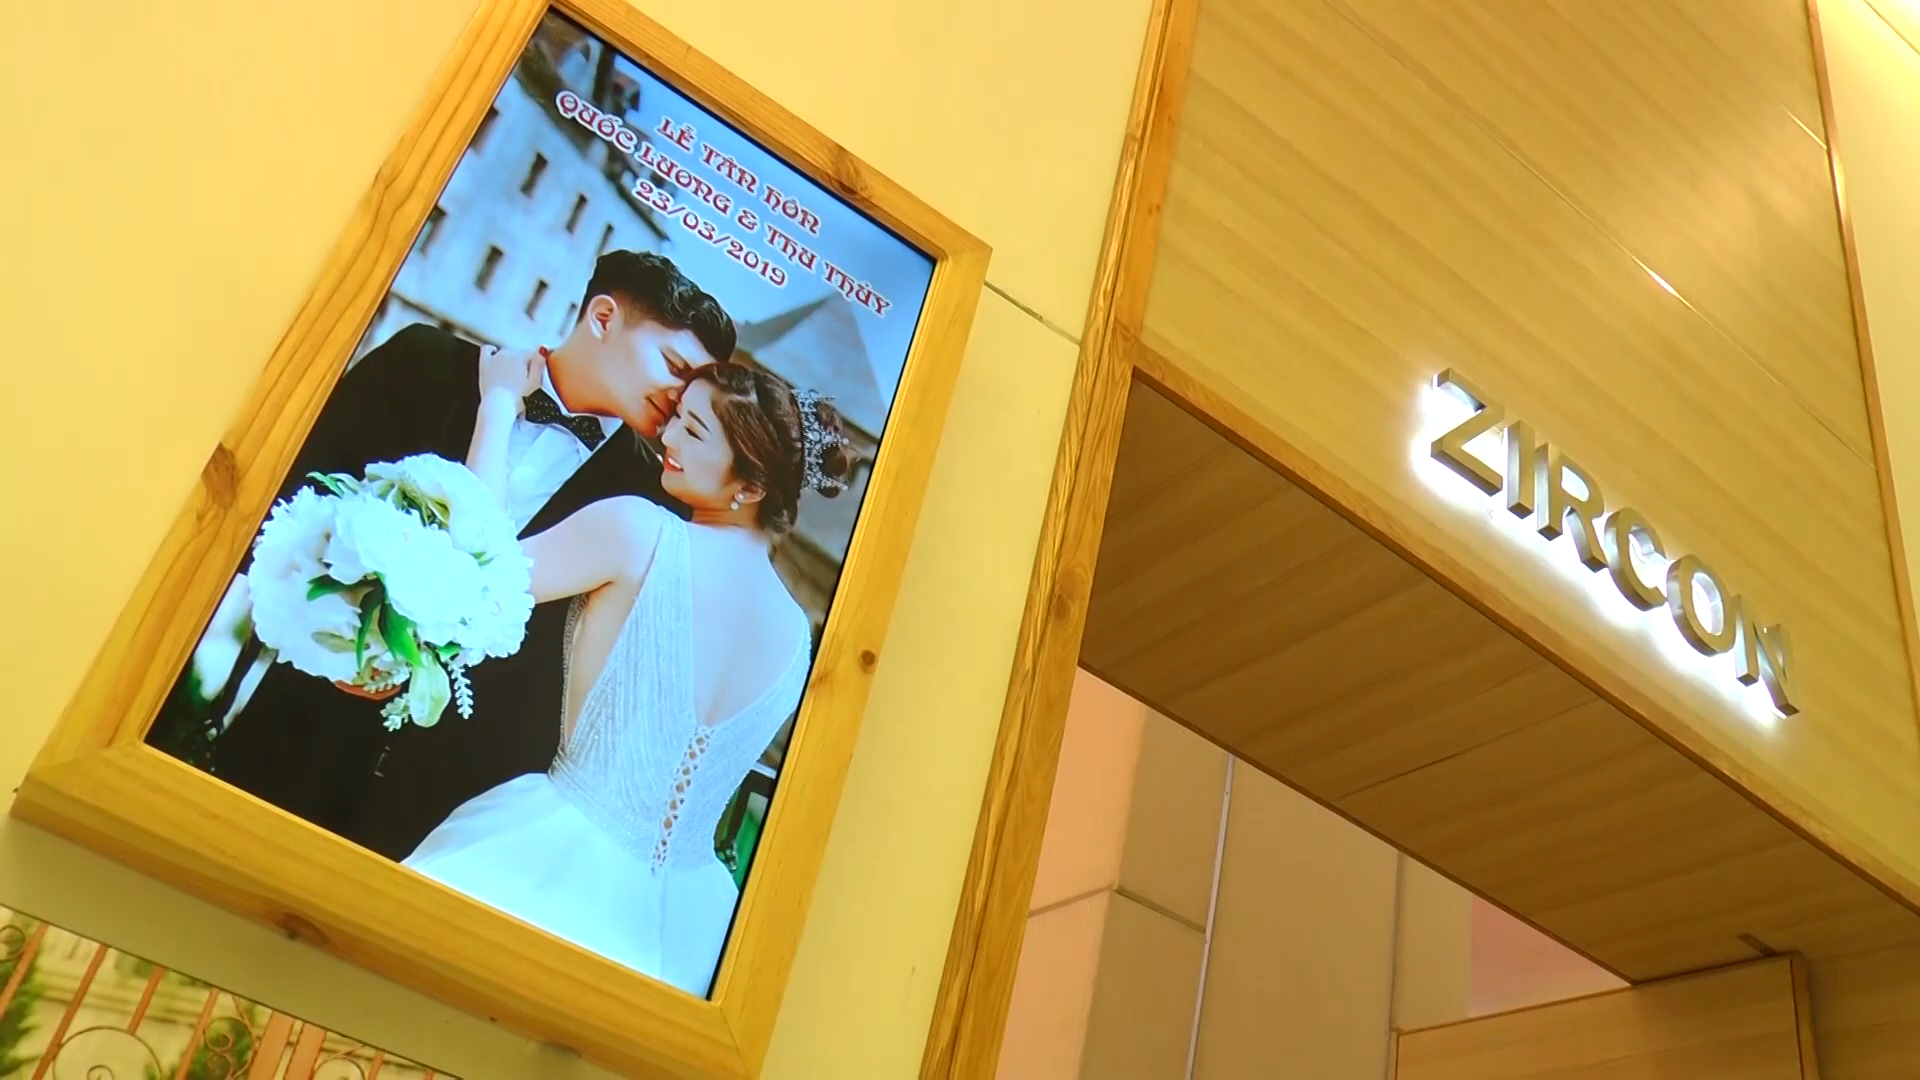 LỄ TÂN HÔN
QUỐC LƯƠNG & THU THỦY
23/03/2019
ZIRCON